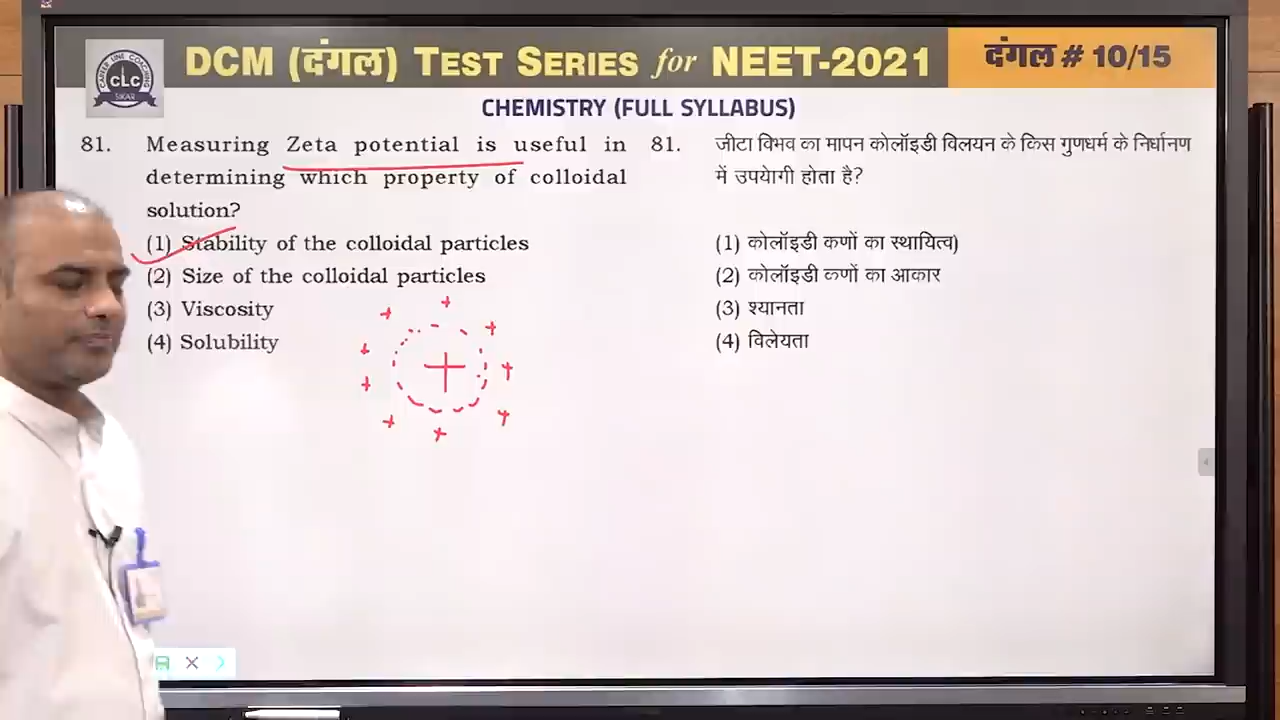 DCM (दंगल) TEST SERIES for NEET-2021
दंगल # 10/15
CLC
SIKAR
CHEMISTRY (FULL SYLLABUS)
81. Measuring Zeta potential is useful in
determining which property of colloidal
solution?
(1) Stability of the colloidal particles
(2) Size of the colloidal particles
(3) Viscosity
(4) Solubility
81. जीटा विभव का मापन कोलॉइडी विलयन के किस गुणधर्म के निर्धानण
में उपयेागी होता है?
(1) कोलॉइडी कणों का स्थायित्व)
(2) कोलॉइडी कणों का आकार
(3) श्यानता
(4) विलेयता